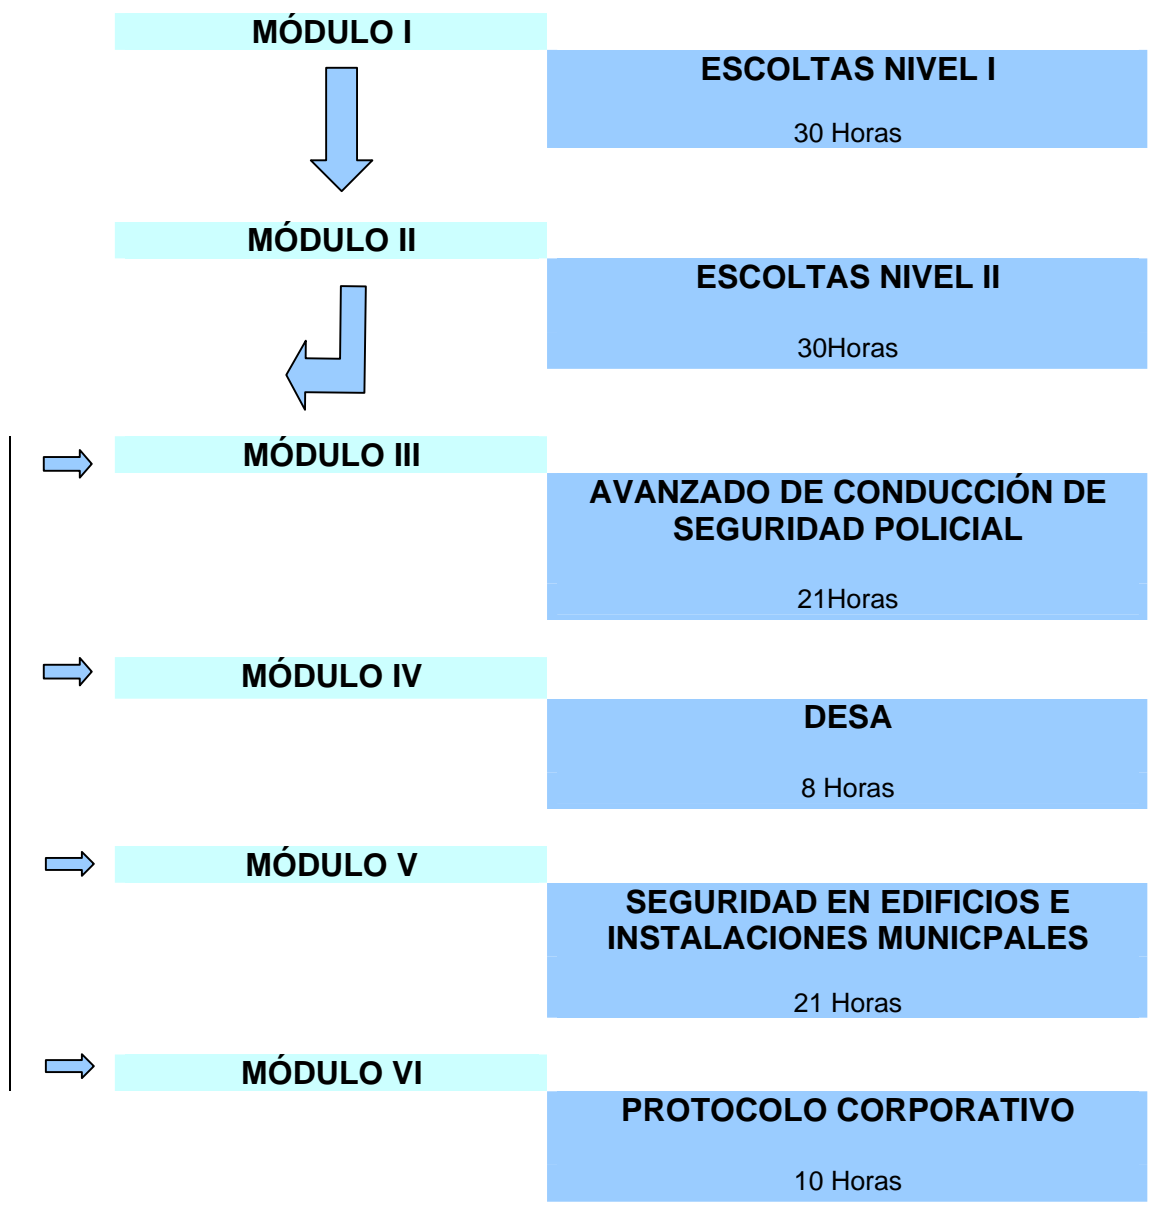 MÓDULO I
ESCOLTAS NIVEL I
30 Horas
MÓDULO II
ESCOLTAS NIVEL II
30Horas
MÓDULO III
AVANZADO DE CONDUCCIÓN DE
SEGURIDAD POLICIAL
21Horas
MÓDULO IV
DESA
8 Horas
MÓDULO V
SEGURIDAD EN EDIFICIOS E
INSTALACIONES MUNICPALES
21 Horas
MÓDULO VI
PROTOCOLO CORPORATIVO
10 Horas